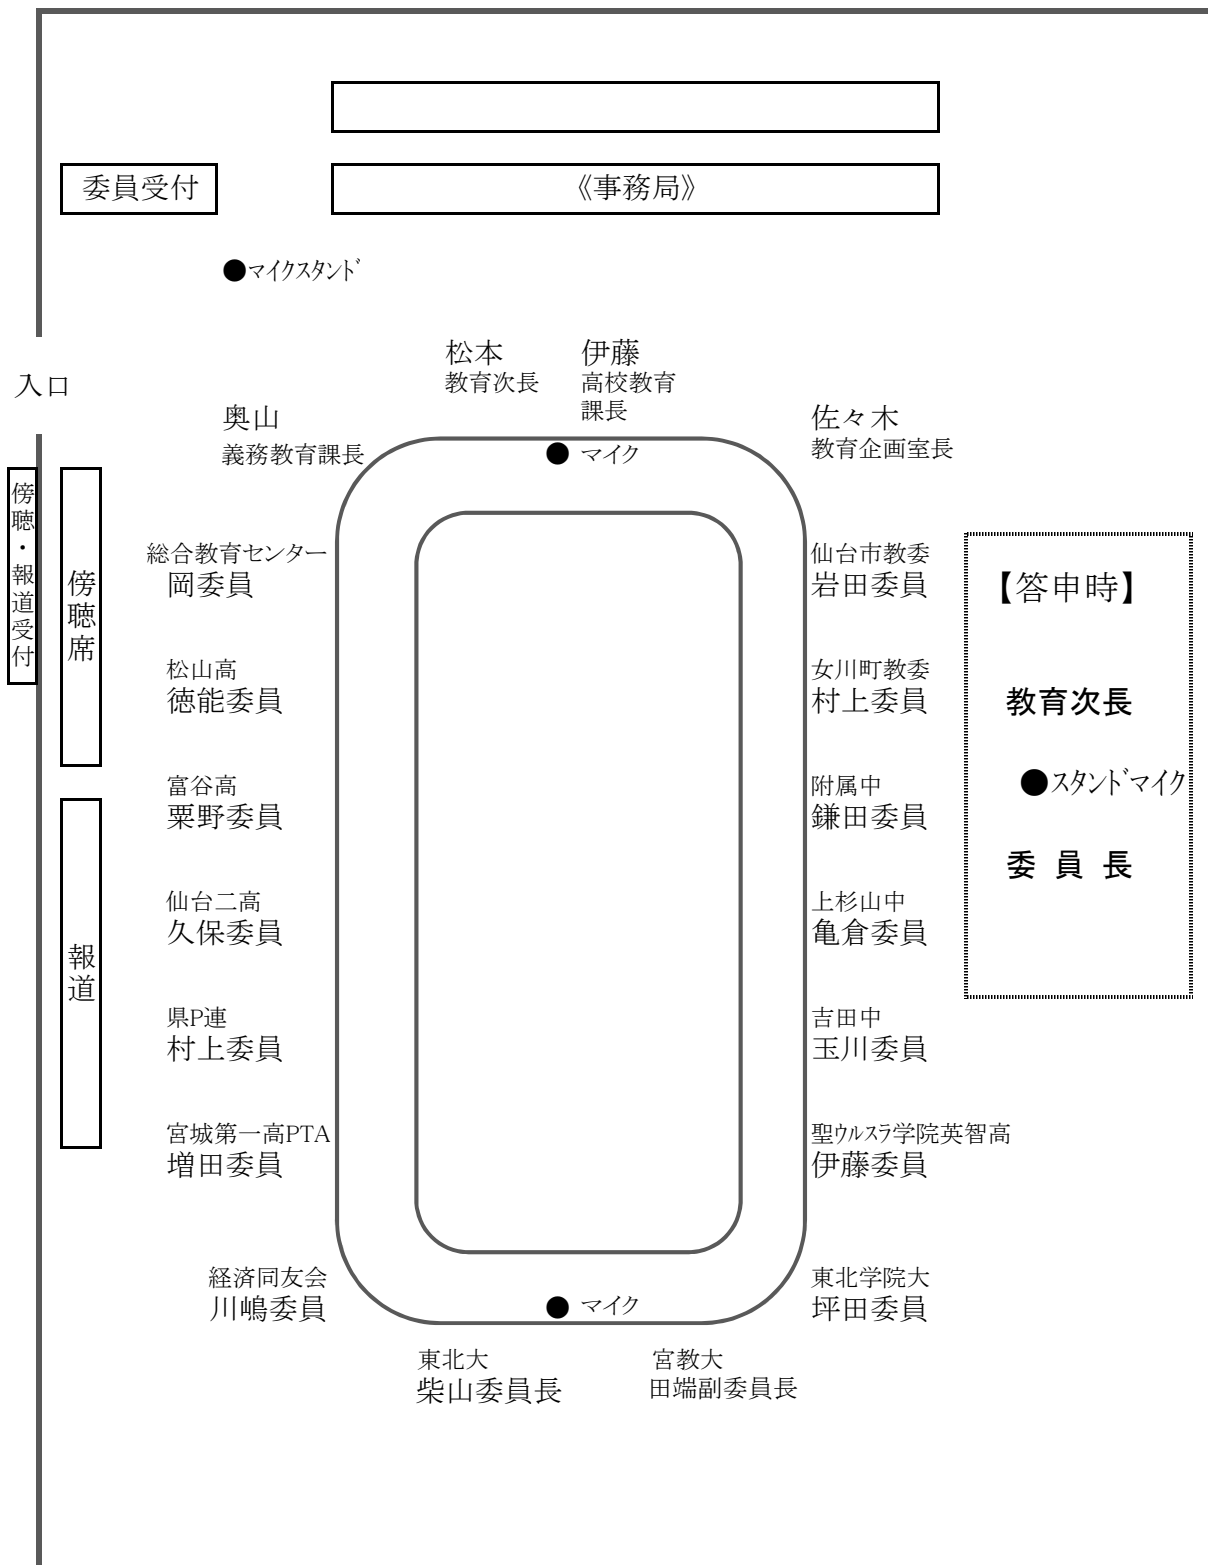 委員受付
《事務局》
●マイクスタンド
入口
松本
教育次長
伊藤
高校教育
課長
奥山
義務教育課長
佐々木
教育企画室長
●マイク
傍聴・報道受付
傍聴席
報道
総合教育センター
岡委員
松山高
徳能委員
富谷高
粟野委員
仙台二高
久保委員
県P連
村上委員
宮城第一高PTA
増田委員
経済同友会
川嶋委員
仙台市教委
岩田委員
女川町教委
村上委員
附属中
鎌田委員
上杉山中
亀倉委員
吉田中
玉川委員
聖ウルスラ学院英智高
伊藤委員
東北学院大
坪田委員
●マイク
東北大
柴山委員長
宮教大
田端副委員長
【答申時】
教育次長
●スタンドマイク
委員長